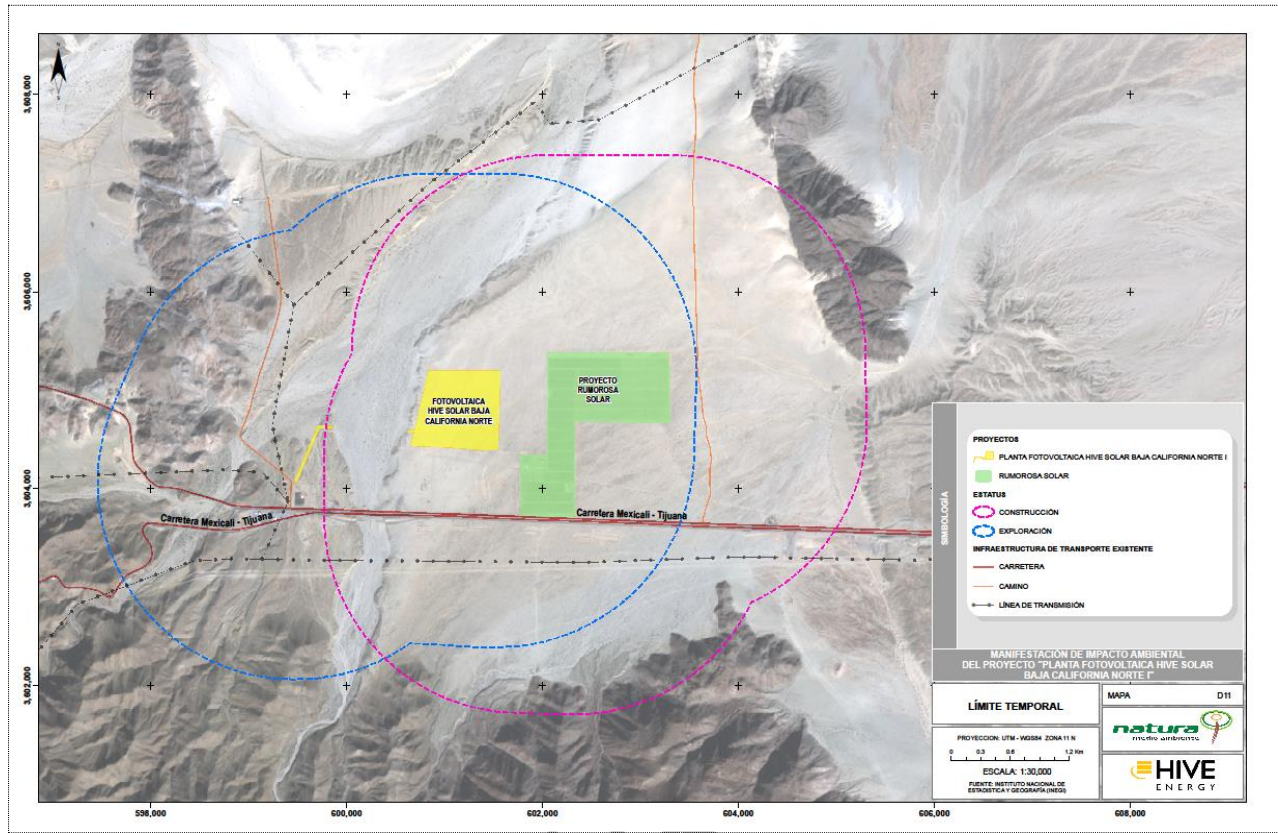 N
3,608,000
3,606,000
3,604,000
3,602,000
598,000
600,000
602,000
604,000
606,000
608,000
FOTOVOLTAICA
HIVE SOLAR BAJA
CALIFORNIA NORTE
PROYECTO
RUMOROSA
SOLAR
Carretera Mexicali - Tijuana
Carretera Mexicali - Tijuana
SIMBOLOGÍA
PROYECTOS
PLANTA FOTOVOLTAICA HIVE SOLAR BAJA CALIFORNIA NORTE I
RUMOROSA SOLAR
ESTATUS
CONSTRUCCIÓN
EXPLORACIÓN
INFRAESTRUCTURA DE TRANSPORTE EXISTENTE
CARRETERA
CAMINO
LÍNEA DE TRANSMISIÓN
MANIFESTACIÓN DE IMPACTO AMBIENTAL
DEL PROYECTO "PLANTA FOTOVOLTAICA HIVE SOLAR
BAJA CALIFORNIA NORTE I"
LÍMITE TEMPORAL
MAPA D11
PROYECCION: UTM - WGS84 ZONA 11 N
0 0.3 0.6 1.2 Km
ESCALA: 1:30,000
FUENTE: INSTITUTO NACIONAL DE
ESTADISTICA Y GEOGRAFÍA (INEGI)
natura
medio ambiente
HIVE
ENERGY